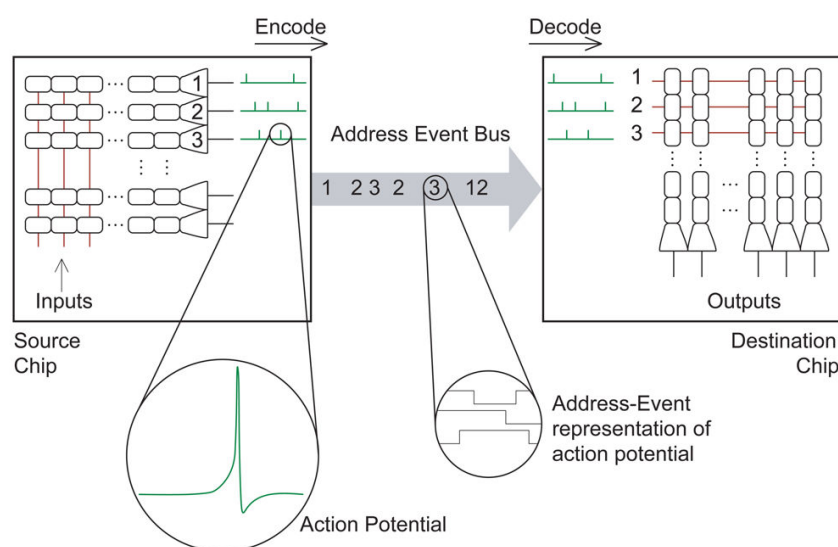 Encode
Decode
1
2
3
Address Event Bus
1 2 3 2 3 12
1
2
3
Inputs
Outputs
Source
Chip
Destination
Chip
Address-Event
representation of
action potential
Action Potential